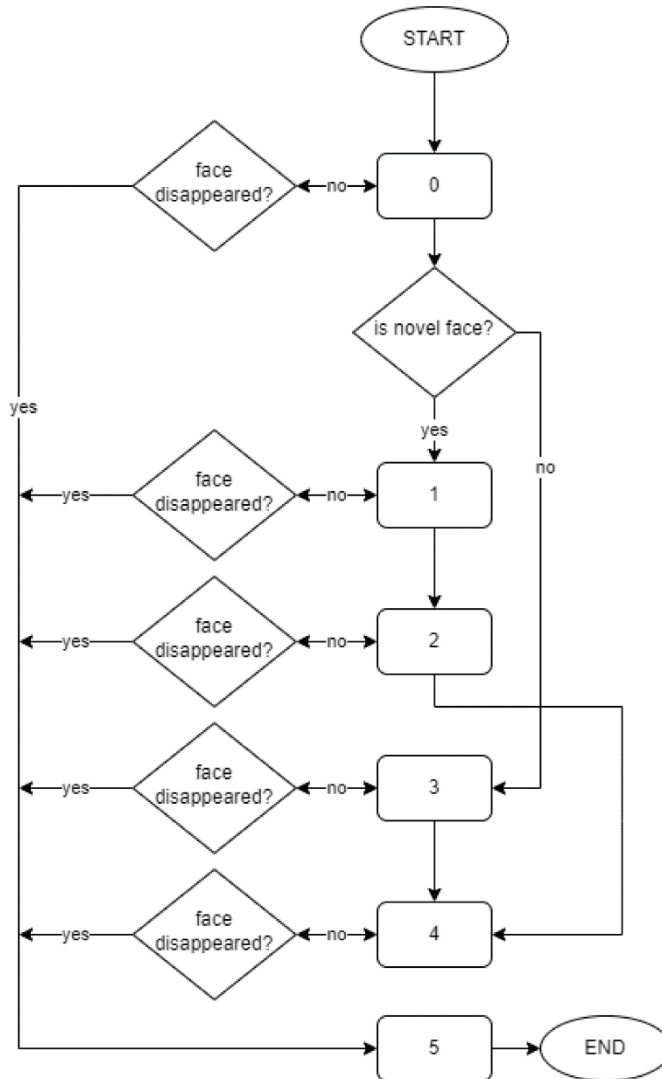 START
face
disappeared?
no
0
is novel face?
yes
yes
no
face
disappeared?
yes
no
1
face
disappeared?
yes
no
2
face
disappeared?
yes
no
3
face
disappeared?
yes
no
4
5
END